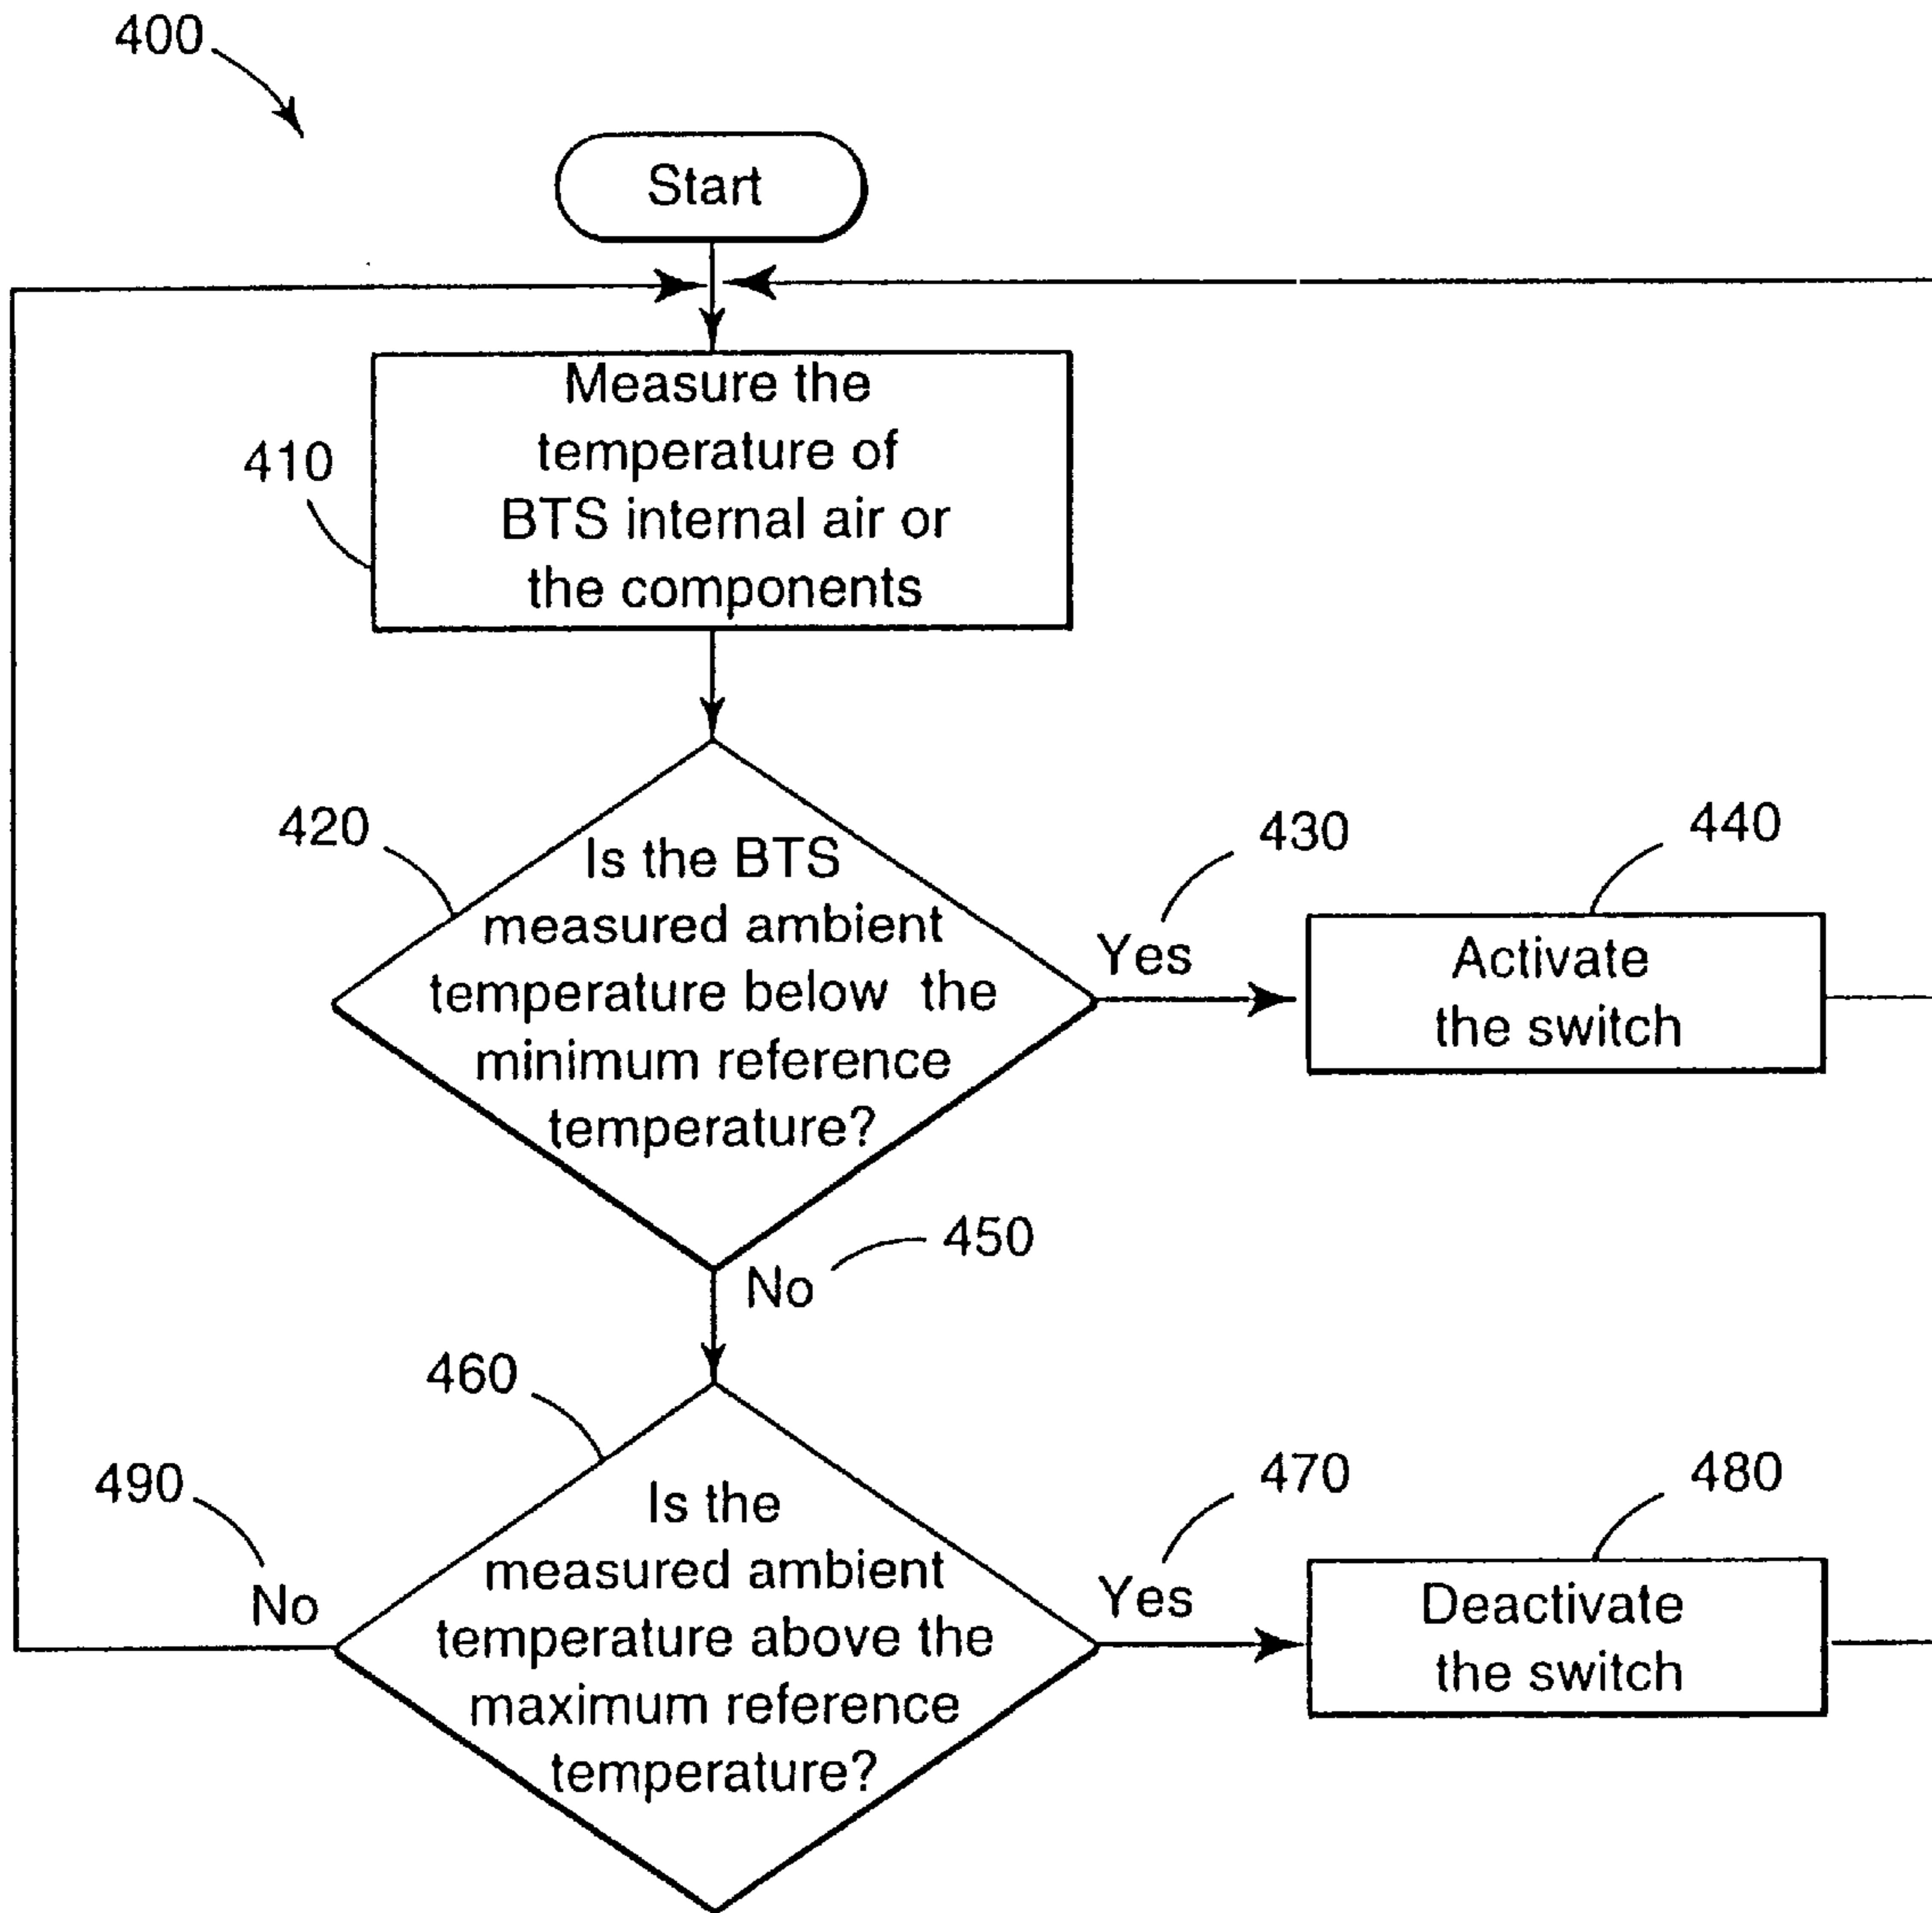 400
Start
410
Measure the
temperature of
BTS internal air or
the components
420
Is the BTS
measured ambient
temperature below the
minimum reference
temperature?
430
Yes
440
Activate
the switch
450
No
460
Is the
measured ambient
temperature above the
maximum reference
temperature?
470
Yes
480
Deactivate
the switch
490
No